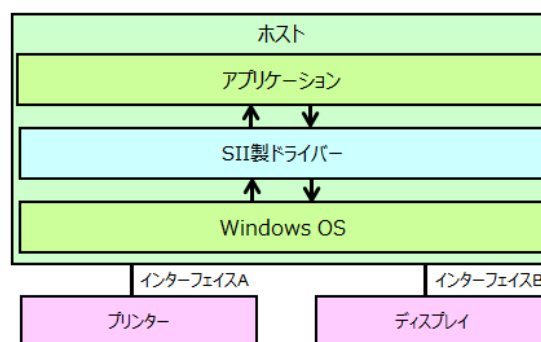 ホスト
アプリケーション
SII製ドライバー
Windows OS
インターフェイスA
インターフェイスB
プリンター
ディスプレイ